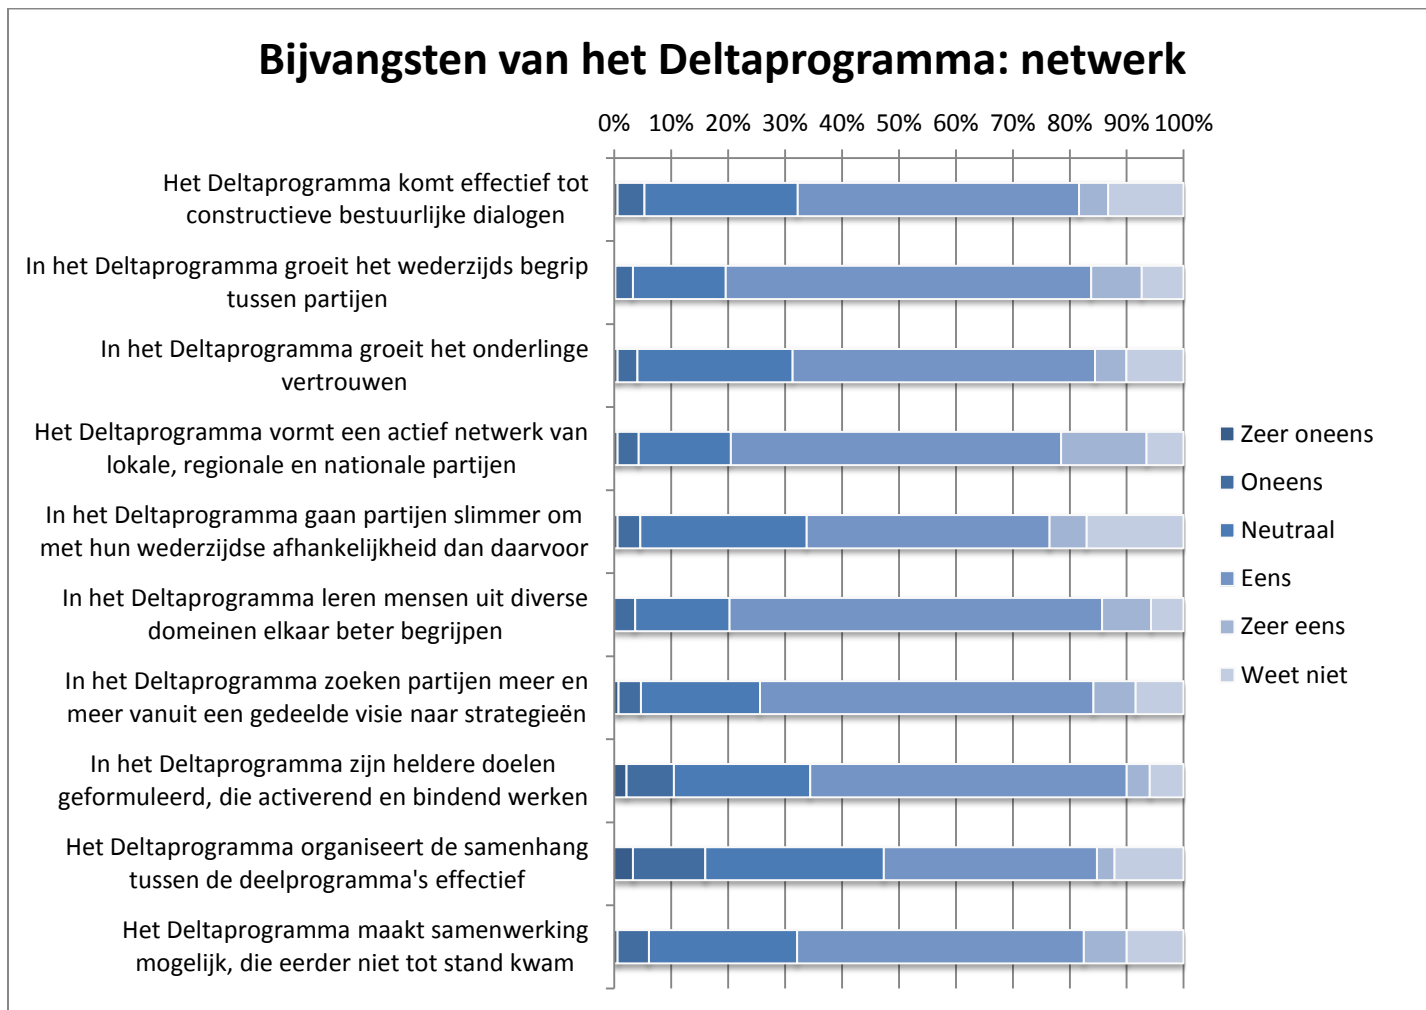 Bijvangsten van het Deltaprogramma: netwerk
0% 10% 20% 30% 40% 50% 60% 70% 80% 90% 100%
Het Deltaprogramma komt effectief tot
constructieve bestuurlijke dialogen
In het Deltaprogramma groeit het wederzijds begrip
tussen partijen
In het Deltaprogramma groeit het onderlinge
vertrouwen
Het Deltaprogramma vormt een actief netwerk van
lokale, regionale en nationale partijen
In het Deltaprogramma gaan partijen slimmer om
met hun wederzijdse afhankelijkheid dan daarvoor
In het Deltaprogramma leren mensen uit diverse
domeinen elkaar beter begrijpen
In het Deltaprogramma zoeken partijen meer en
meer vanuit een gedeelde visie naar strategieën
In het Deltaprogramma zijn heldere doelen
geformuleerd, die activerend en bindend werken
Het Deltaprogramma organiseert de samenhang
tussen de deelprogramma's effectief
Het Deltaprogramma maakt samenwerking
mogelijk, die eerder niet tot stand kwam
Zeer oneens
Oneens
Neutraal
Eens
Zeer eens
Weet niet